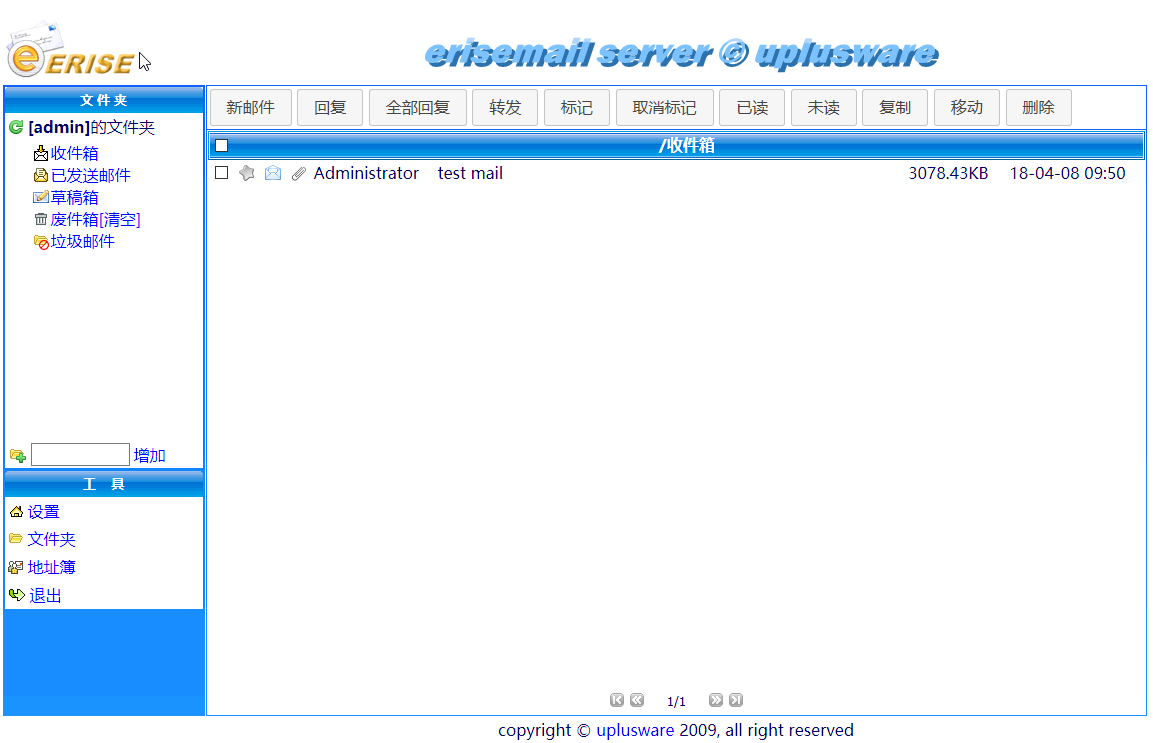 ERISE
erisemail server © uplusware
文件夹
[admin]的文件夹
收件箱
已发送邮件
草稿箱
废件箱[清空]
垃圾邮件
增加
工 具
设置
文件夹
地址簿
退出
新邮件 回复 全部回复 转发 标记 取消标记 已读 未读 复制 移动 删除
/收件箱
Administrator test mail 3078.43KB 18-04-08 09:50
1/1
copyright © uplusware 2009, all right reserved